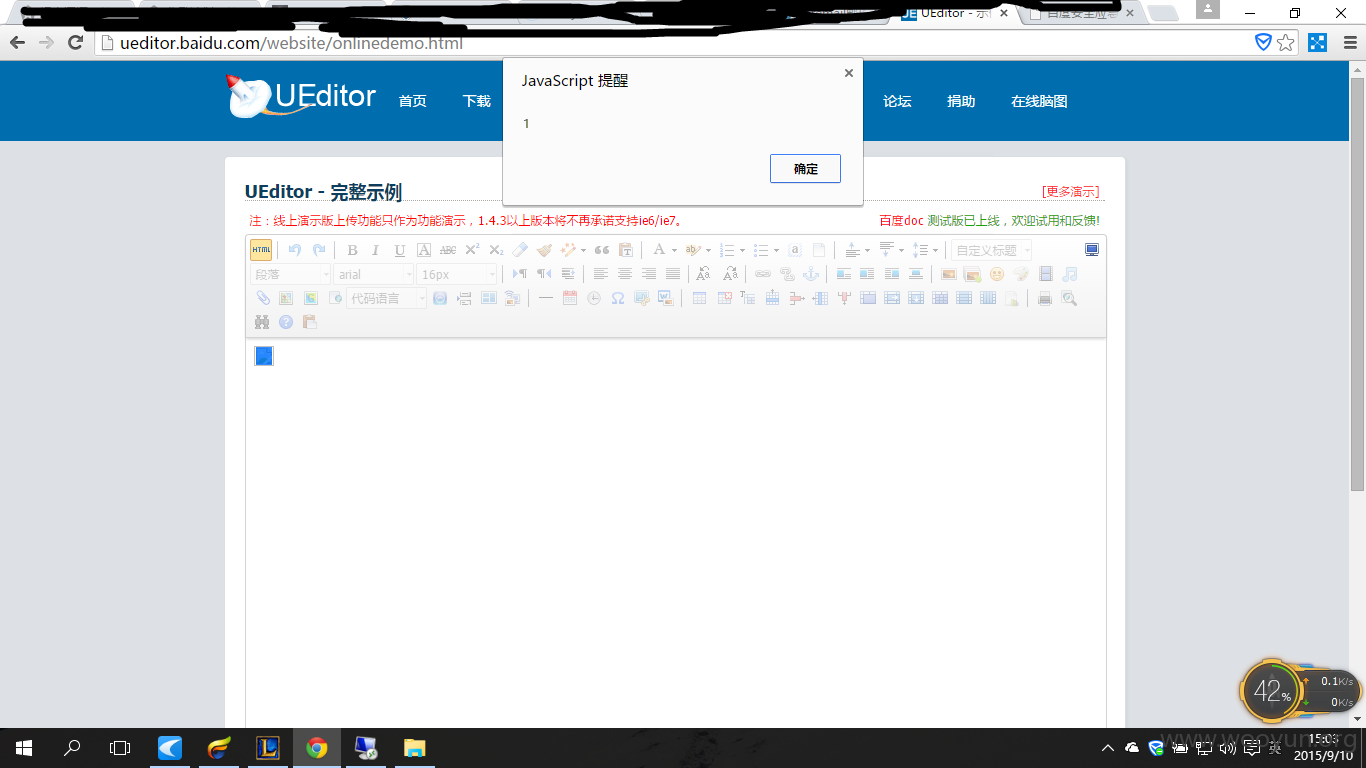 UEditor - 示
百度安全应急
ueditor.baidu.com/website/onlinedemo.html
JavaScript 提醒
1
确定
UEditor 首页 下载 论坛 捐助 在线脑图
UEditor - 完整示例
[更多演示]
注：线上演示版上传功能只作为功能演示，1.4.3以上版本将不再承诺支持ie6/ie7。
百度doc 测试版已上线，欢迎试用和反馈!
HTML
自定义标题
段落 arial 16px
代码语言
42%
0.1K/s
0K/s
英
15:03
2015/9/10
www.wooyun.org